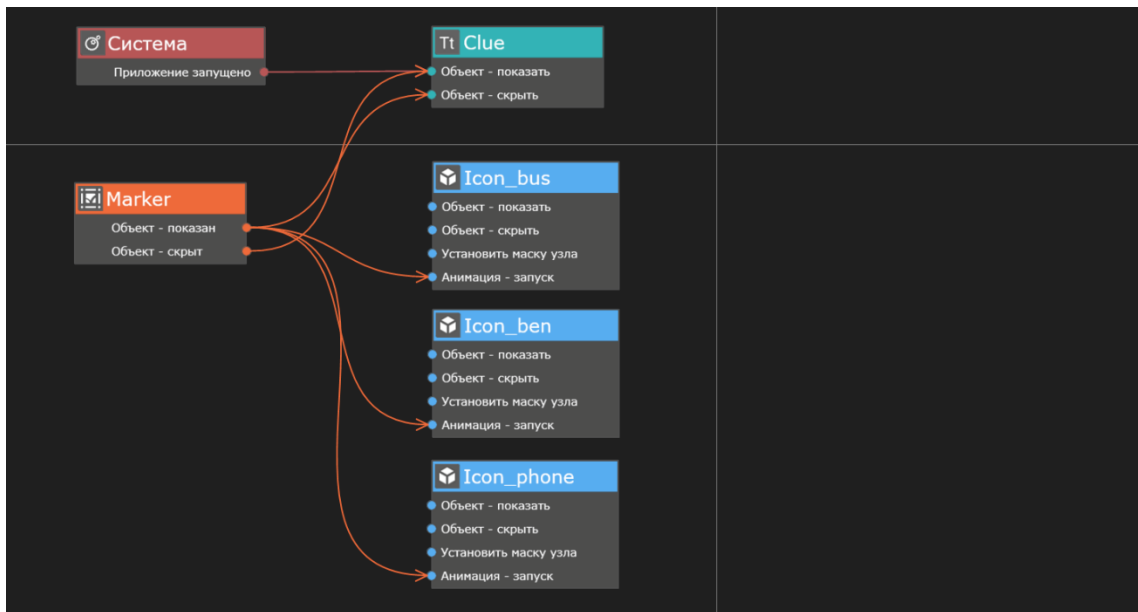 Система
Приложение запущено
Tt Clue
Объект - показать
Объект - скрыть
Marker
Объект - показан
Объект - скрыт
Icon_bus
Объект - показать
Объект - скрыть
Установить маску узла
Анимация - запуск
Icon_ben
Объект - показать
Объект - скрыть
Установить маску узла
Анимация - запуск
Icon_phone
Объект - показать
Объект - скрыть
Установить маску узла
Анимация - запуск